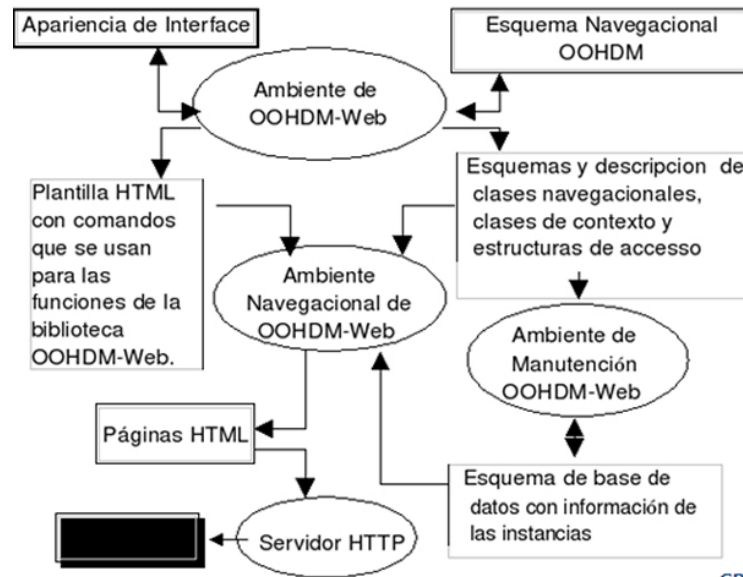 Apariencia de Interface
Esquema Navegacional
OOHDM
Ambiente de
OOHDM-Web
Plantilla HTML
con comandos
que se usan
para las
funciones de la
biblioteca
OOHDM-Web.
Esquemas y descripcion de
clases navegacionales,
clases de contexto y
estructuras de accesso
Ambiente
Navegacional de
OOHDM-Web
Ambiente de
Manutención
OOHDM-Web
Páginas HTML
Esquema de base de
datos con información de
las instancias
Servidor HTTP